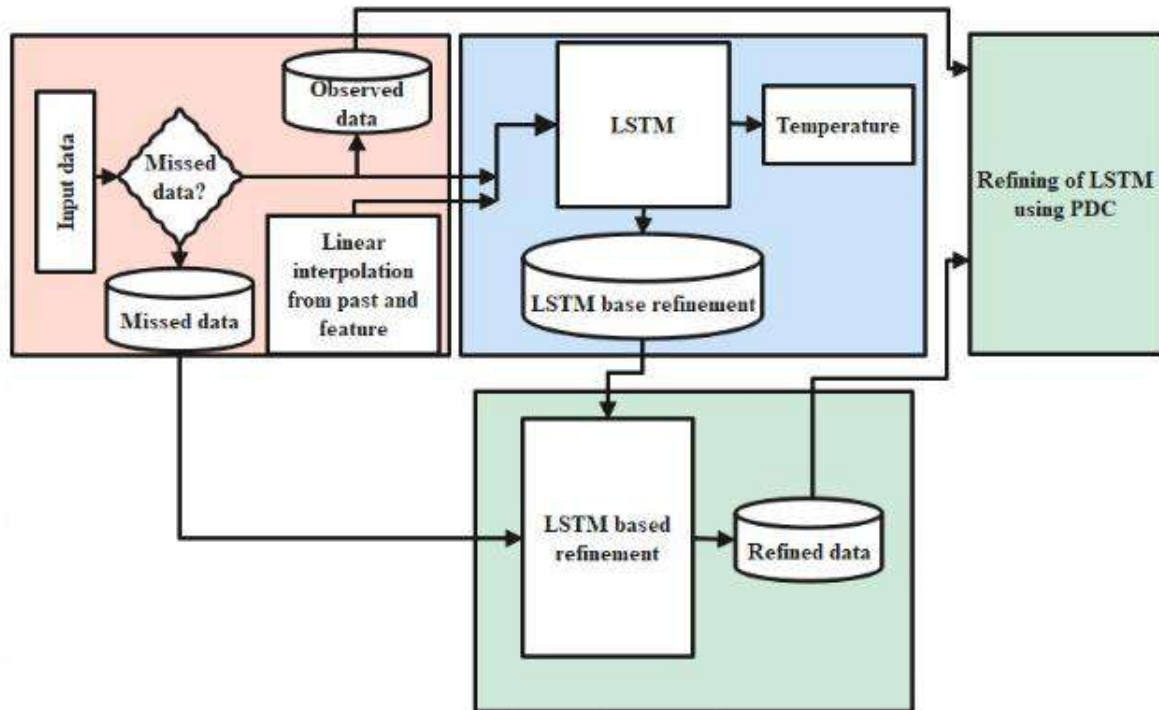 Input data
Missed
data?
Observed
data
Missed data
Linear
interpolation
from past and
feature
LSTM
Temperature
LSTM base refinement
LSTM based
refinement
Refined data
Refining of LSTM
using PDC